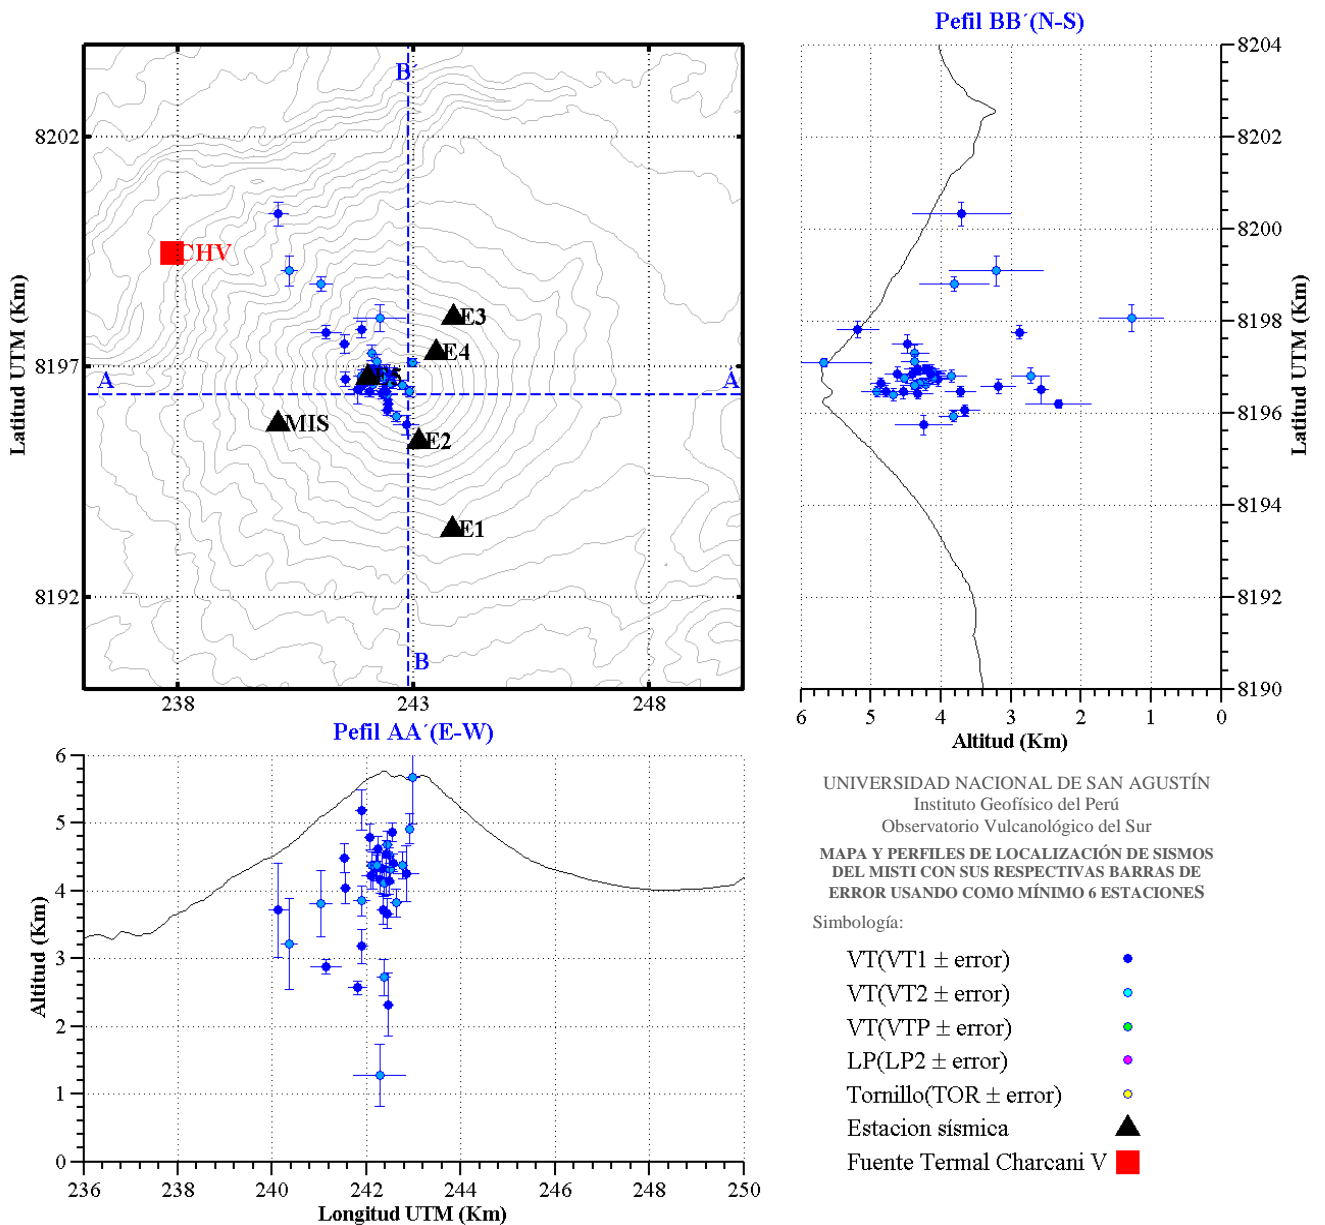 Pefil BB´(N-S)
B´
8202
CHV
E3
E4
8197
E5
A
A´
MIS
E2
E1
8192
B
238
243
248
Latitud UTM (Km)
8204
8202
8200
8198
8196
8194
8192
8190
Latitud UTM (Km)
6
5
4
3
2
1
0
Altitud (Km)
Pefil AA´(E-W)
6
5
4
3
2
1
0
Altitud (Km)
236
238
240
242
244
246
248
250
Longitud UTM (Km)
UNIVERSIDAD NACIONAL DE SAN AGUSTÍN
Instituto Geofísico del Perú
Observatorio Vulcanológico del Sur
MAPA Y PERFILES DE LOCALIZACIÓN DE SISMOS
DEL MISTI CON SUS RESPECTIVAS BARRAS DE
ERROR USANDO COMO MÍNIMO 6 ESTACIONES
Simbología:
VT(VT1 ± error)
VT(VT2 ± error)
VT(VTP ± error)
LP(LP2 ± error)
Tornillo(TOR ± error)
Estacion sísmica
Fuente Termal Charcani V